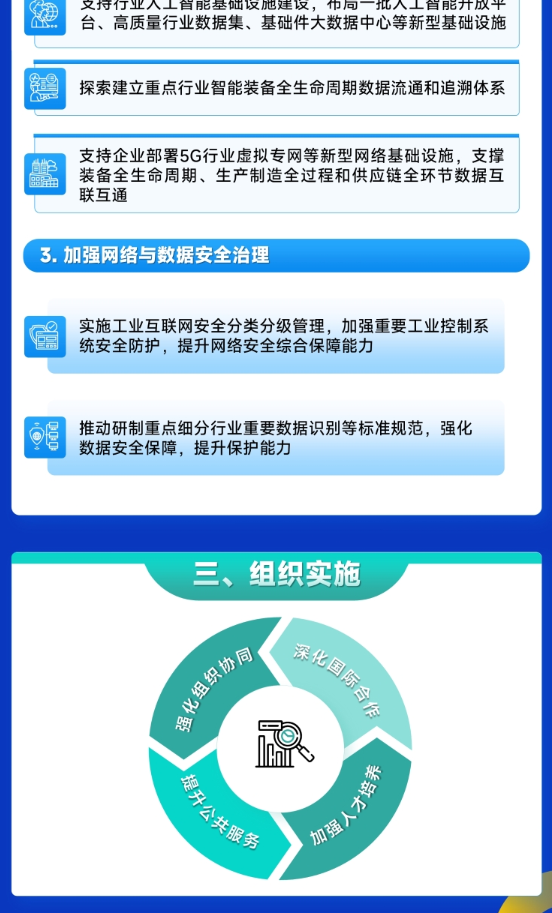 支持行业人工智能基础设施建设，布局一批人工智能开放平
台、高质量行业数据集、基础件大数据中心等新型基础设施
探索建立重点行业智能装备全生命周期数据流通和追溯体系
支持企业部署5G行业虚拟专网等新型网络基础设施，支撑
装备全生命周期、生产制造全过程和供应链全环节数据互
联互通
3. 加强网络与数据安全治理
实施工业互联网安全分类分级管理，加强重要工业控制系
统安全防护，提升网络安全综合保障能力
推动研制重点细分行业重要数据识别等标准规范，强化
数据安全保障，提升保护能力
三、组织实施
强化组织协同
深化国际合作
提升公共服务
加强人才培养